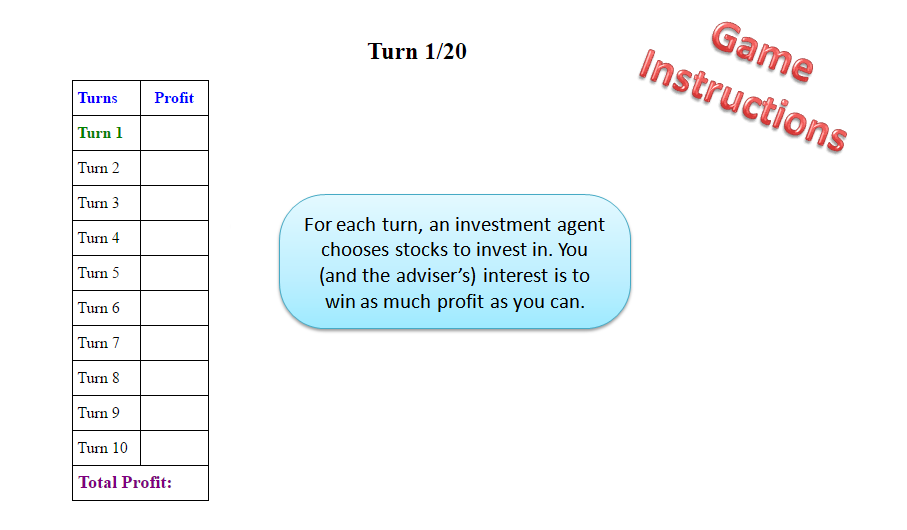 Turn 1/20
Game
Instructions
Turns Profit
Turn 1
Turn 2
Turn 3
Turn 4
Turn 5
Turn 6
Turn 7
Turn 8
Turn 9
Turn 10
Total Profit:
For each turn, an investment agent
chooses stocks to invest in. You
(and the adviser’s) interest is to
win as much profit as you can.